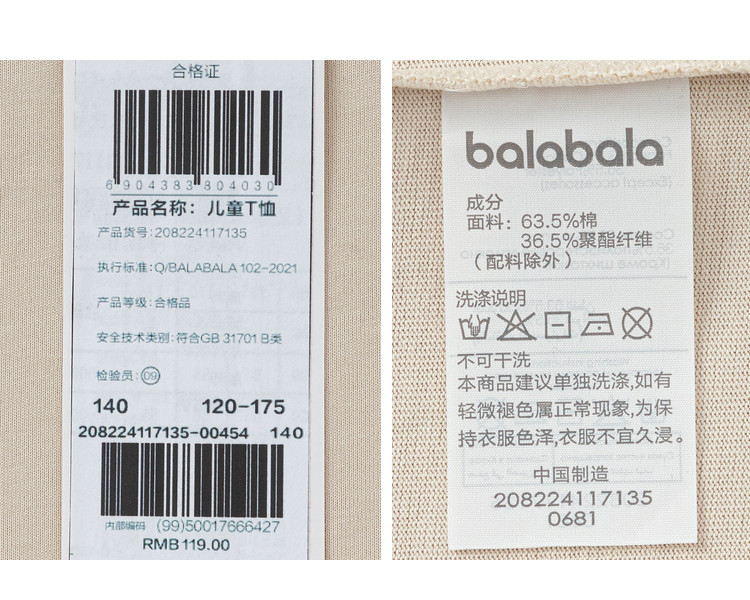 合格证
6 904383 804030
产品名称：儿童T恤
产品货号:208224117135
执行标准:Q/BALABALA 102-2021
产品等级:合格品
安全技术类别:符合GB 31701 B类
检验员:09
140 120-175
208224117135-00454 140
内部编码 (99)50017666427
RMB119.00
balabala
成分
面料：63.5%棉
36.5%聚酯纤维
（配料除外）
洗涤说明
不可干洗
本商品建议单独洗涤,如有
轻微褪色属正常现象,为保
持衣服色泽,衣服不宜久浸。
中国制造
208224117135
0681